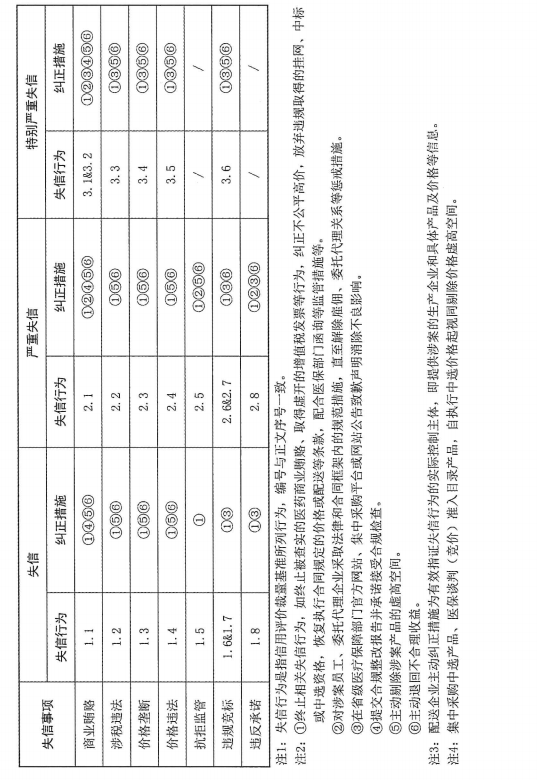 失信事项 失信 严重失信 特别严重失信
失信行为 纠正措施 失信行为 纠正措施 失信行为 纠正措施
商业贿赂 1.1 ①④⑤⑥ 2.1 ①②④⑤⑥ 3.1&3.2 ①②③④⑤⑥
涉税违法 1.2 ①⑤⑥ 2.2 ①⑤⑥ 3.3 ①③⑤⑥
价格垄断 1.3 ①⑤⑥ 2.3 ①⑤⑥ 3.4 ①③⑤⑥
价格违法 1.4 ①⑤⑥ 2.4 ①⑤⑥ 3.5 ①③⑤⑥
抗拒监管 1.5 ① 2.5 ①②⑤⑥ / /
违规竞标 1.6&1.7 ①③ 2.6&2.7 ①③⑥ 3.6 ①③⑤⑥
违反承诺 1.8 ①③ 2.8 ①②③⑥ / /
注1：失信行为是指信用评价裁量基准所列行为，编号与正文序号一致。
注2：①终止相关失信行为，如终止被查实的医药商业贿赂、取得虚开的增值税发票等行为，纠正不公平高价，放弃违规取得的挂网、中标
或中选资格，恢复执行合同规定的价格或配送等条款，配合医保部门函询等监管措施等。
②对涉案员工、委托代理企业采取法律和合同框架内的规范措施，直至解除雇佣、委托代理关系等惩戒措施。
③在省级医疗保障部门官方网站、集中采购平台或网站公告致歉声明消除不良影响。
④提交合规整改报告并承诺接受合规检查。
⑤主动剔除涉案产品的虚高空间。
⑥主动退回不合理收益。
注3：配送企业主动纠正措施为有效指证失信行为的实际控制主体，即提供涉案的生产企业和具体产品及价格等信息。
注4：集中采购中选产品、医保谈判（竞价）准入目录产品，自执行中选价格起视同剔除价格虚高空间。